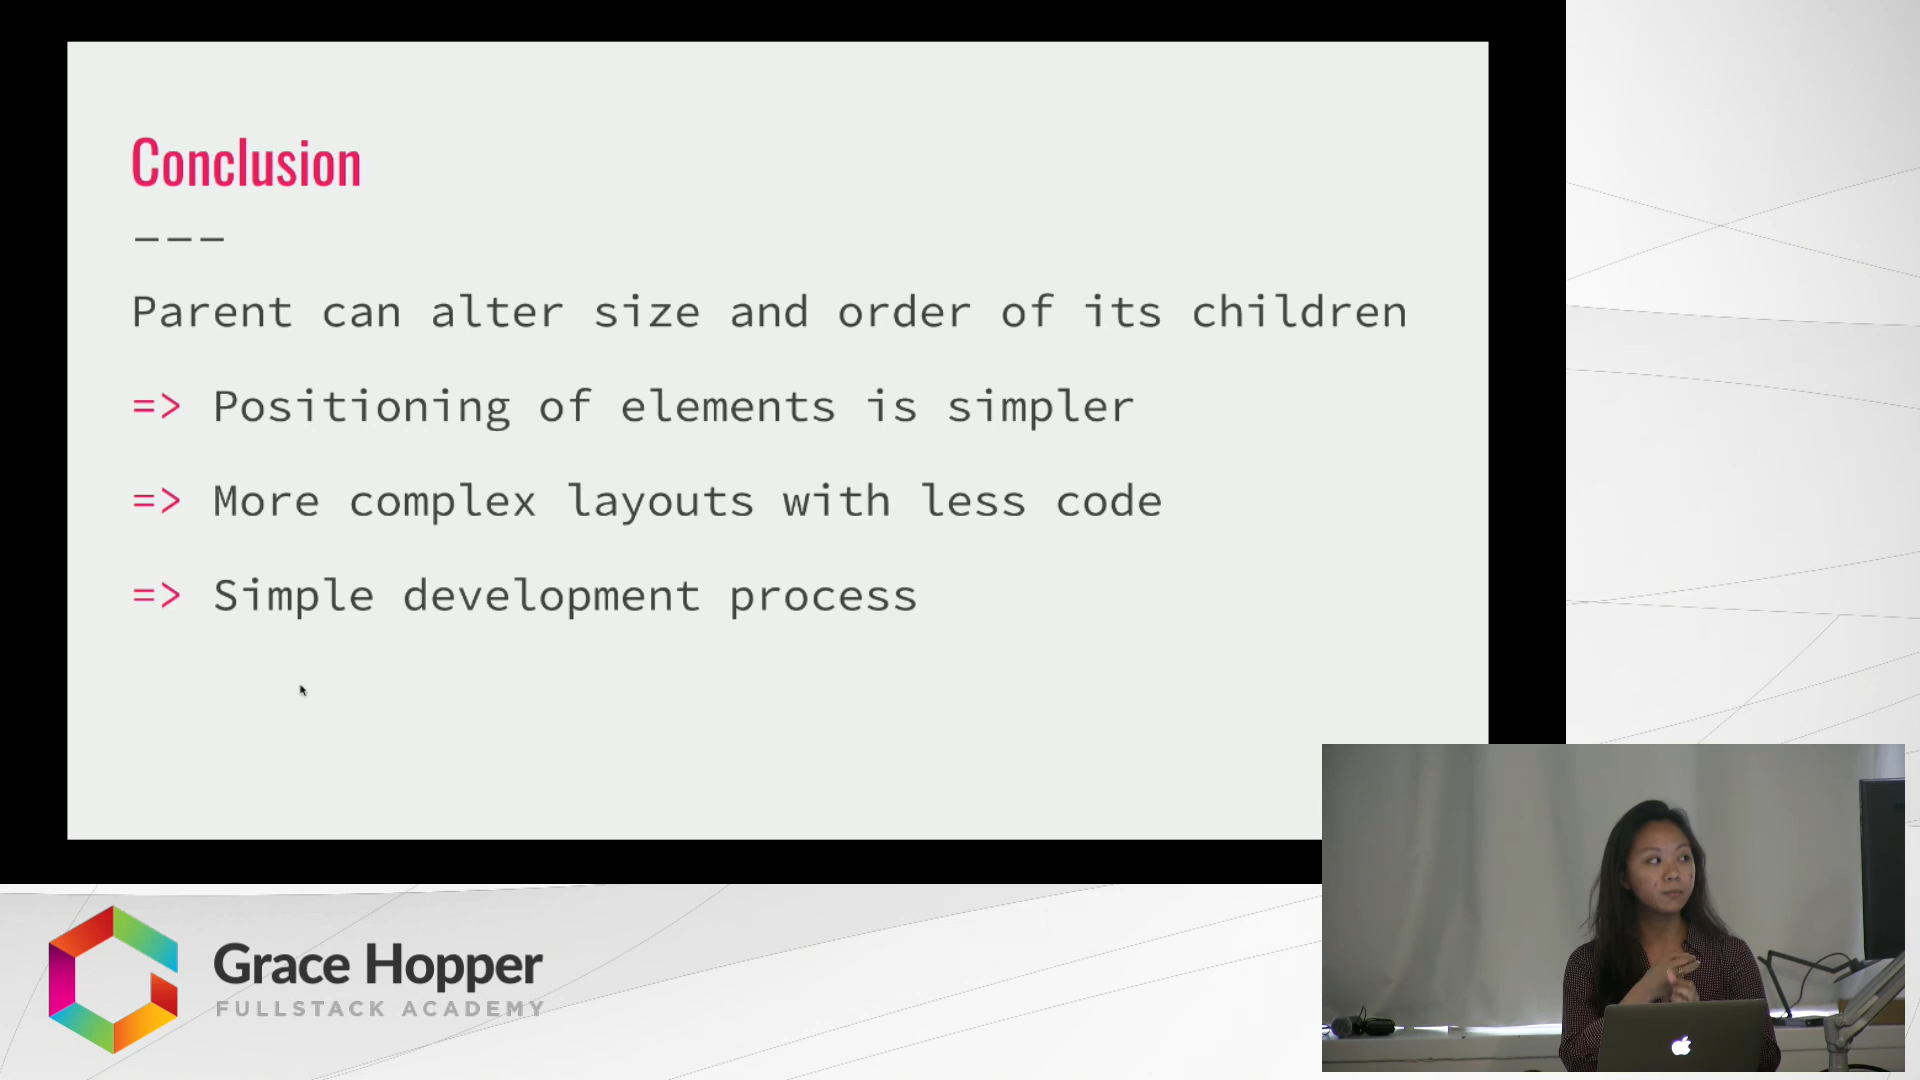 Conclusion
---
Parent can alter size and order of its children
=> Positioning of elements is simpler
=> More complex layouts with less code
=> Simple development process
Grace Hopper
FULLSTACK ACADEMY